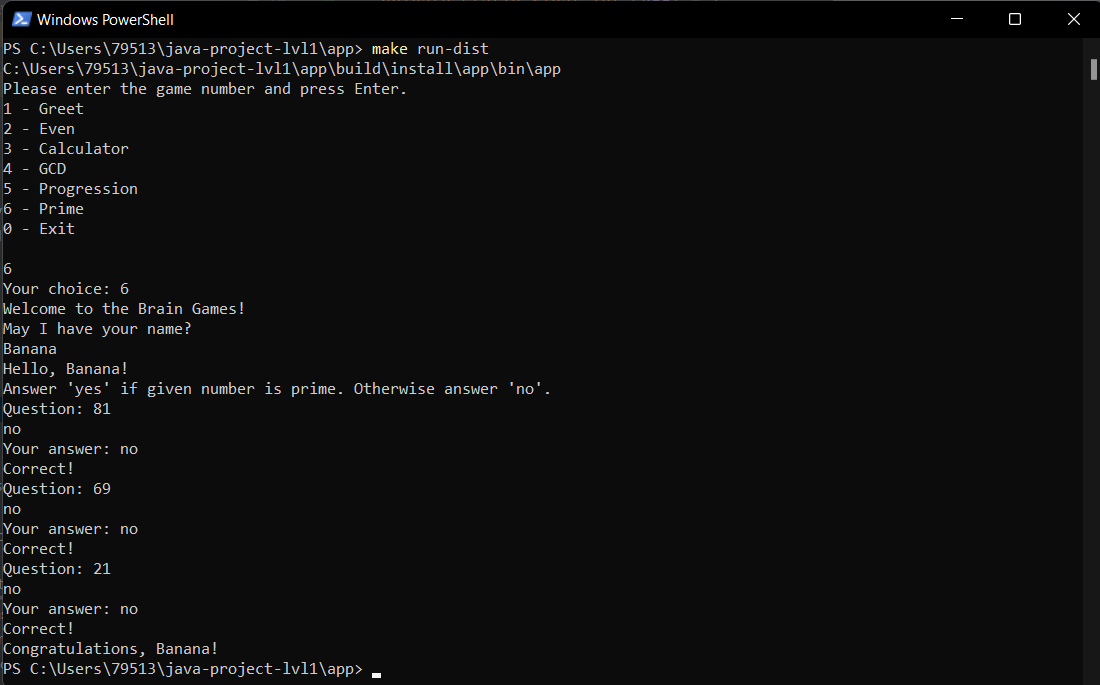 Windows PowerShell
PS C:\Users\79513\java-project-lvl1\app> make run-dist
C:\Users\79513\java-project-lvl1\app\build\install\app\bin\app
Please enter the game number and press Enter.
1 - Greet
2 - Even
3 - Calculator
4 - GCD
5 - Progression
6 - Prime
0 - Exit
6
Your choice: 6
Welcome to the Brain Games!
May I have your name?
Banana
Hello, Banana!
Answer 'yes' if given number is prime. Otherwise answer 'no'.
Question: 81
no
Your answer: no
Correct!
Question: 69
no
Your answer: no
Correct!
Question: 21
no
Your answer: no
Correct!
Congratulations, Banana!
PS C:\Users\79513\java-project-lvl1\app>